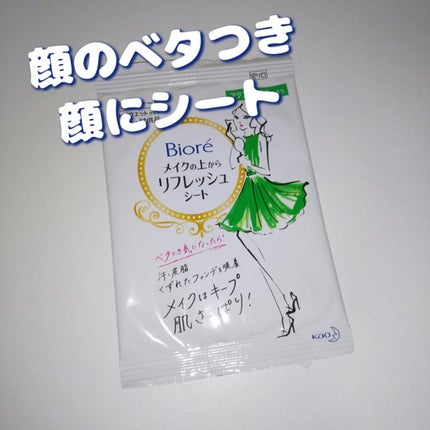 顔のベタつき
顔にシート
Bioré
メイクの上から
リフレッシュ
シート
ベタつき気になったら!
汗・皮脂
くずれたファンデも吸着
メイクはキープ
肌さっぱり!
Kao